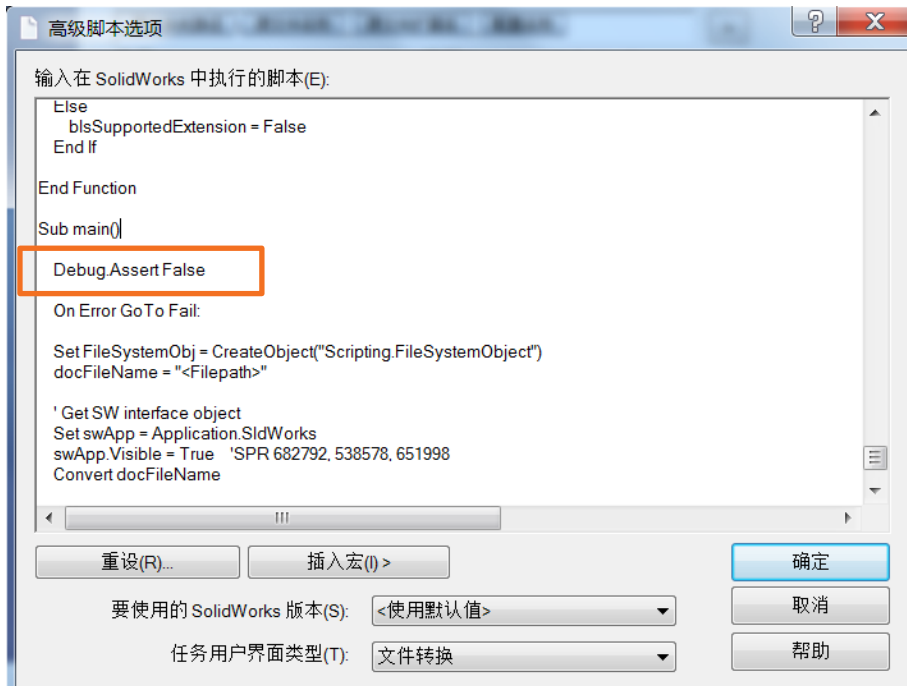 高级脚本选项
输入在 SolidWorks 中执行的脚本(E):
Else
bIsSupportedExtension = False
End If
End Function
Sub main()
Debug.Assert False
On Error GoTo Fail:
Set FileSystemObj = CreateObject("Scripting.FileSystemObject")
docFileName = "<Filepath>"
' Get SW interface object
Set swApp = Application.SldWorks
swApp.Visible = True 'SPR 682792, 538578, 651998
Convert docFileName
重设(R)... 插入宏(I) > 确定
要使用的 SolidWorks 版本(S): <使用默认值> 取消
任务用户界面类型(T): 文件转换 帮助